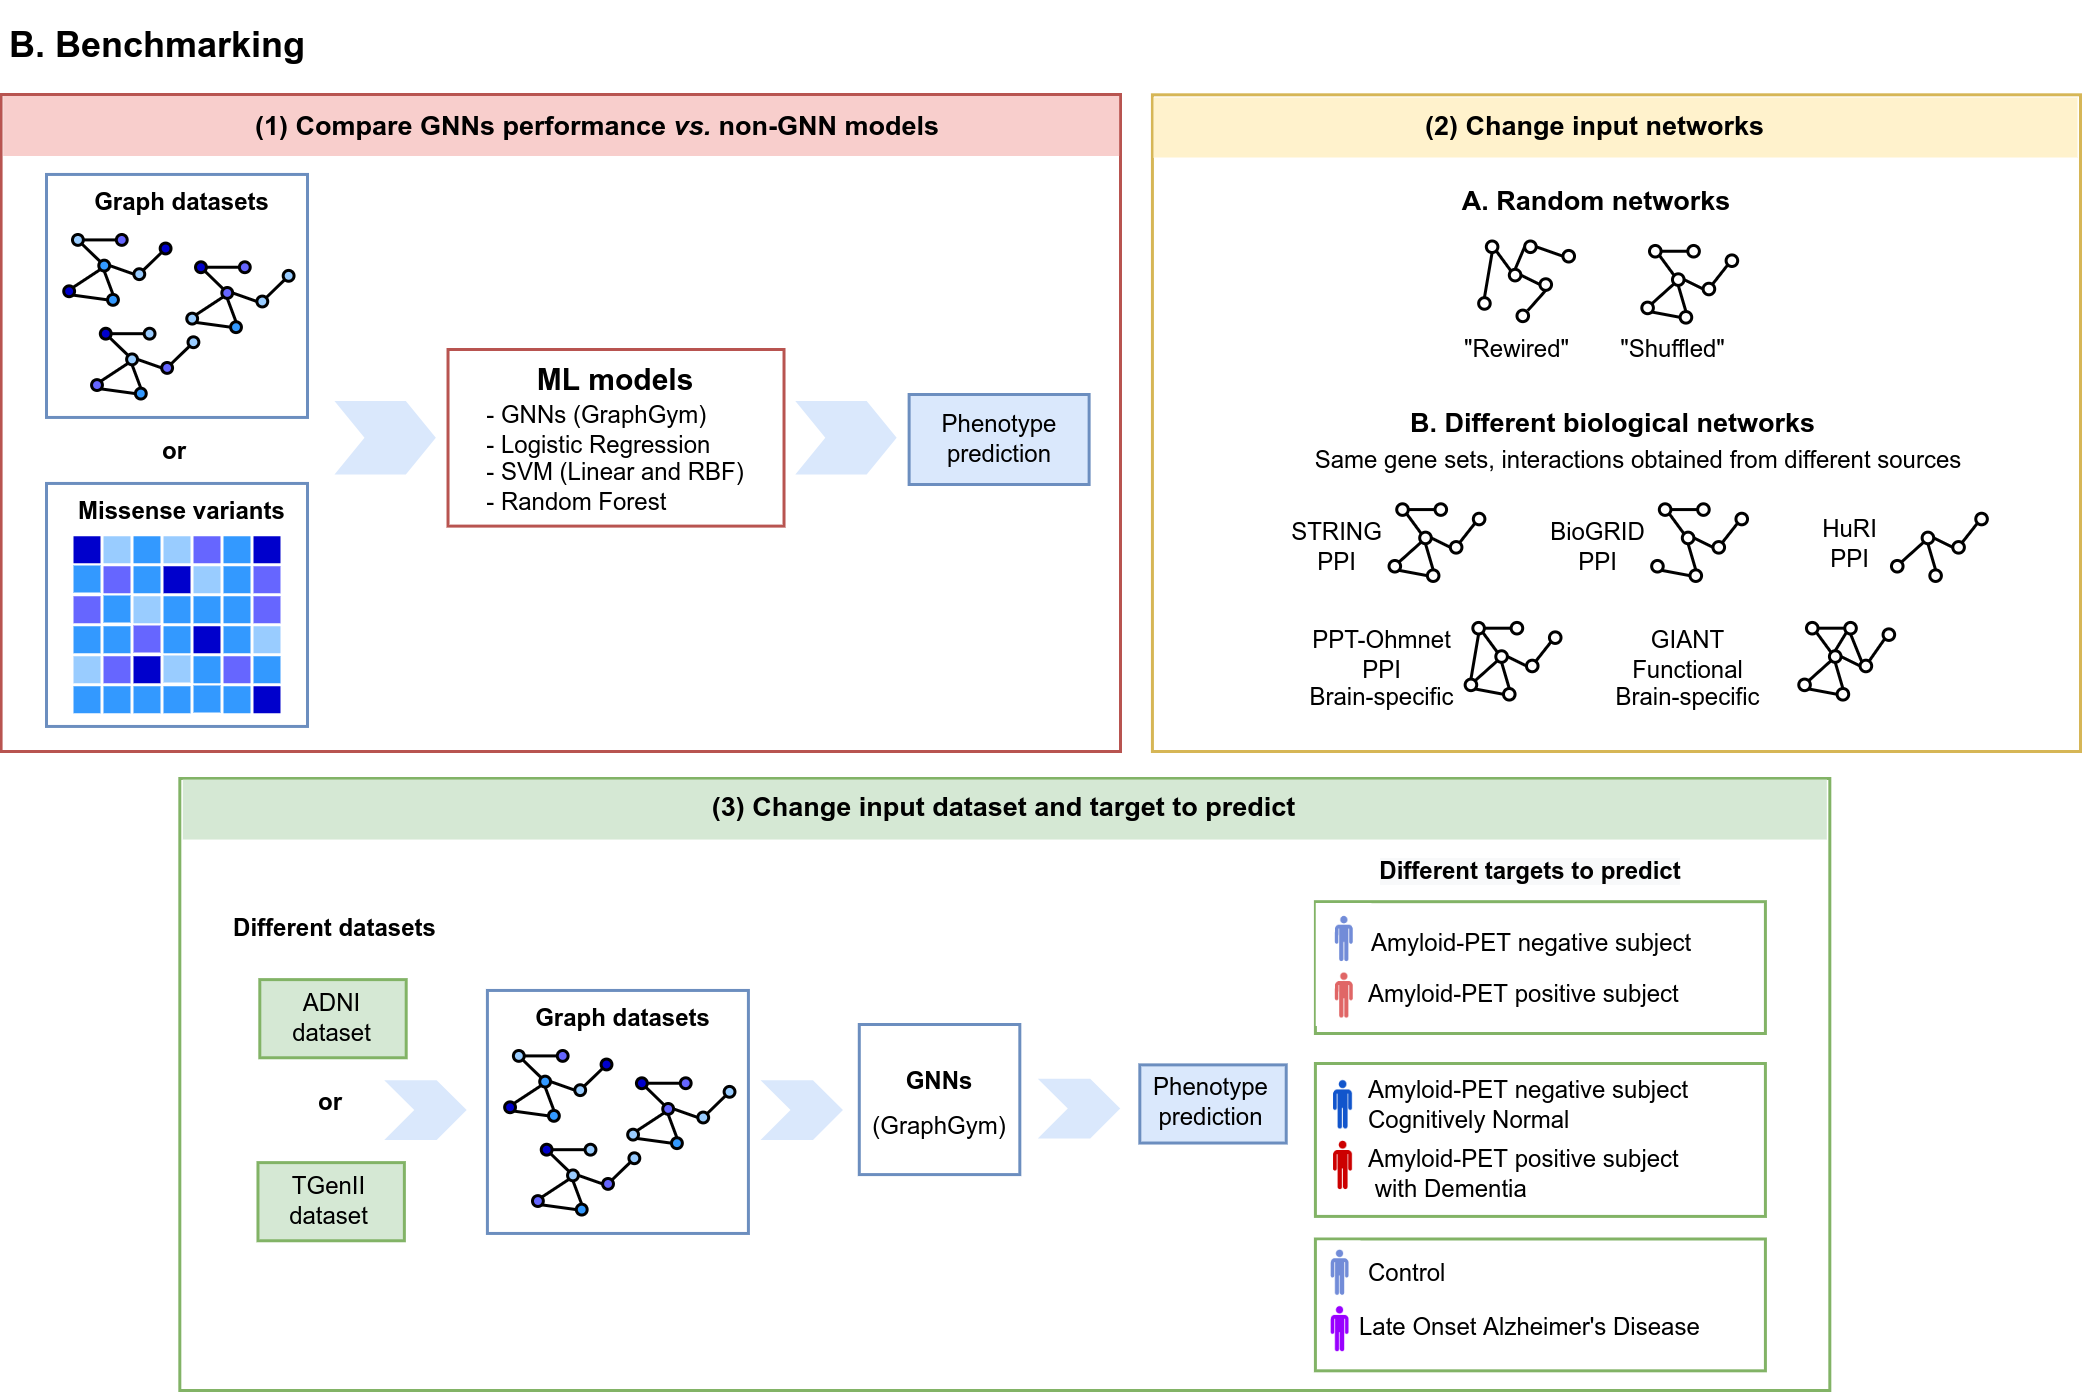 B. Benchmarking
(1) Compare GNNs performance vs. non-GNN models
Graph datasets
or
Missense variants
ML models
- GNNs (GraphGym)
- Logistic Regression
- SVM (Linear and RBF)
- Random Forest
Phenotype
prediction
(2) Change input networks
A. Random networks
"Rewired"
"Shuffled"
B. Different biological networks
Same gene sets, interactions obtained from different sources
STRING
PPI
BioGRID
PPI
HuRI
PPI
PPT-Ohmnet
PPI
Brain-specific
GIANT
Functional
Brain-specific
(3) Change input dataset and target to predict
Different datasets
ADNI
dataset
or
TGenII
dataset
Graph datasets
GNNs
(GraphGym)
Phenotype
prediction
Different targets to predict
Amyloid-PET negative subject
Amyloid-PET positive subject
Amyloid-PET negative subject
Cognitively Normal
Amyloid-PET positive subject
with Dementia
Control
Late Onset Alzheimer's Disease